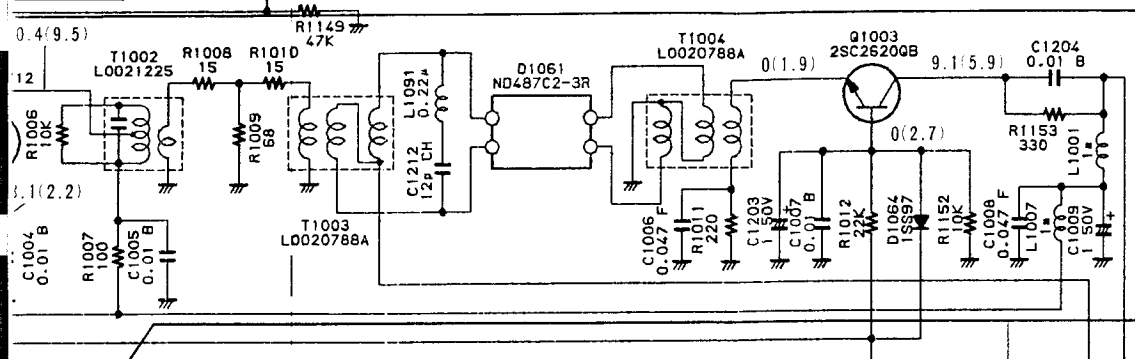 R1149
47K
0.4(9.5)
T1002
L0021225
R1008
15
R1010
15
D1061
ND487C2-3R
T1004
L0020788A
Q1003
2SC2620QB
0(1.9)
9.1(5.9)
C1204
0.01 B
R1006
10K
R1009
68
L1091
0.22μ
C1212
12p CH
0(2.7)
R1153
330
L1001
1m
T1003
L0020788A
3.1(2.2)
C1004
0.01 B
R1007
100
C1005
0.01 B
C1006
0.047 F
R1011
220
C1203
1 50V
+
C1007
0.01 B
R1012
22K
D1064
1SS97
R1152
10K
C1008
0.047 F
L1007
1m
C1009
1 50V
+